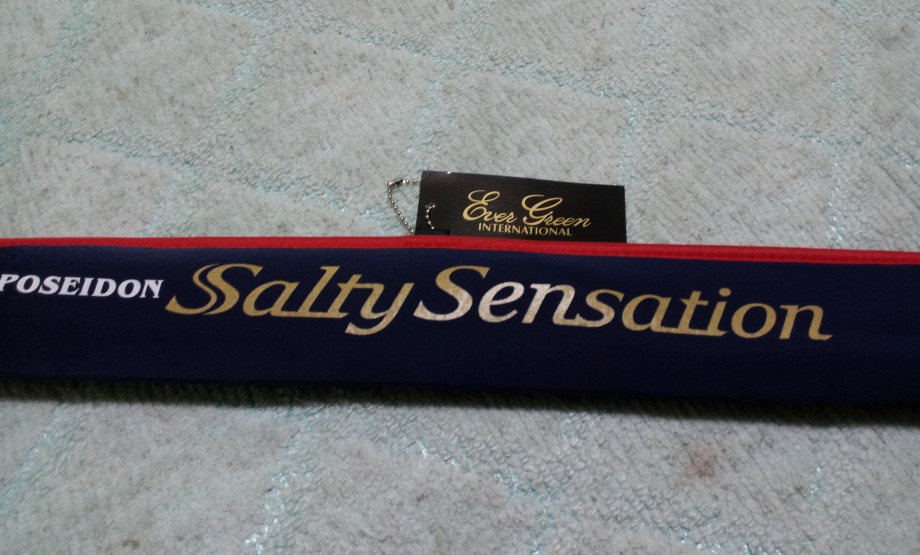 Ever Green
INTERNATIONAL
POSEIDON Salty Sensation